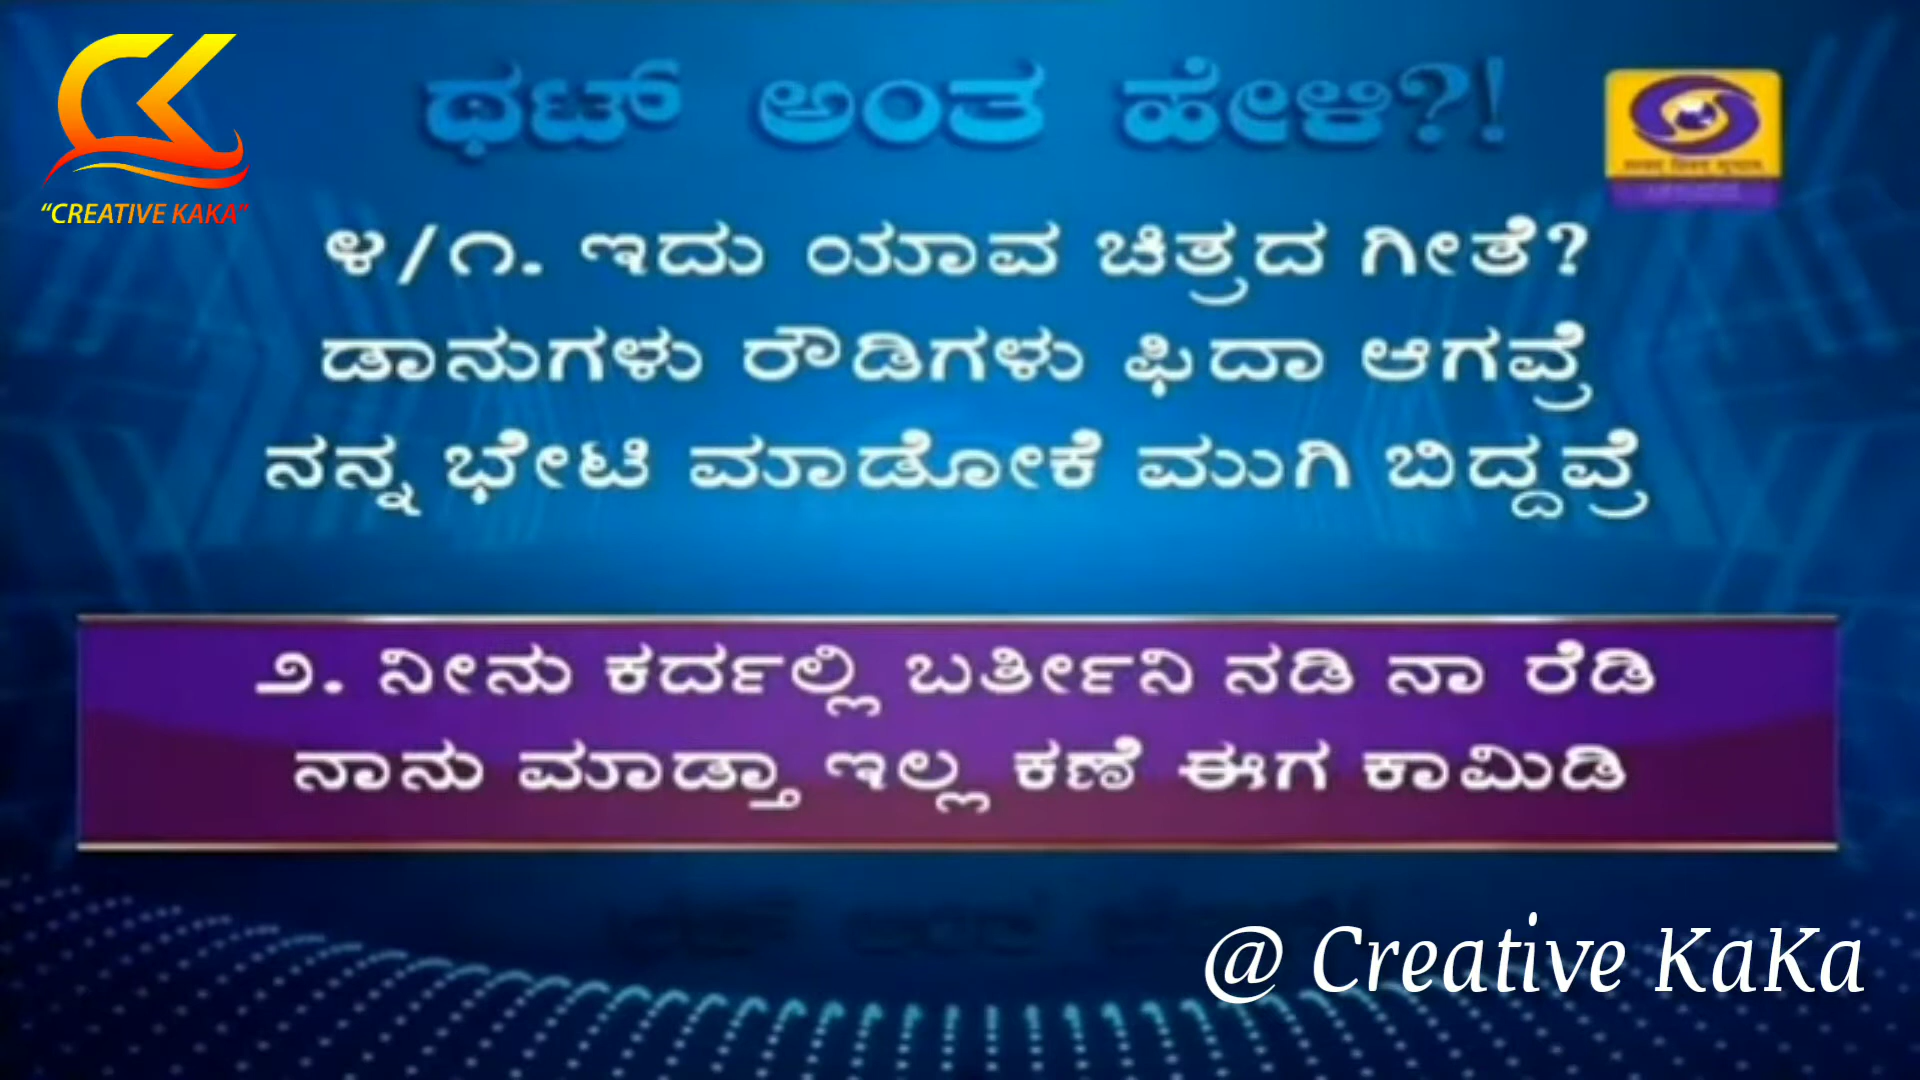 CK
"CREATIVE KAKA"
ಥಟ್ ಅಂತ ಹೇಳಿ?!
೪/೧. ಇದು ಯಾವ ಚಿತ್ರದ ಗೀತೆ?
ಡಾನುಗಳು ರೌಡಿಗಳು ಫಿದಾ ಆಗವ್ರೆ
ನನ್ನ ಭೇಟಿ ಮಾಡೋಕೆ ಮುಗಿ ಬಿದ್ದವ್ರೆ
೨. ನೀನು ಕರ್ದಲ್ಲಿ ಬರ್ತೀನಿ ನಡಿ ನಾ ರೆಡಿ
ನಾನು ಮಾಡ್ತಾ ಇಲ್ಲ ಕಣೆ ಈಗ ಕಾಮಿಡಿ
@ Creative KaKa